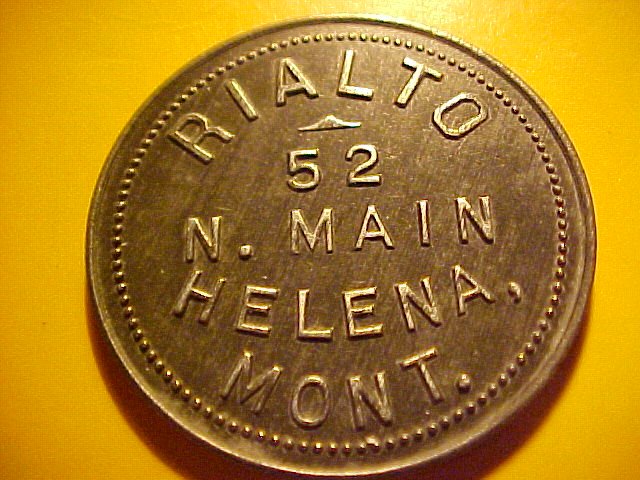 RIALTO
52
N. MAIN
HELENA,
MONT.